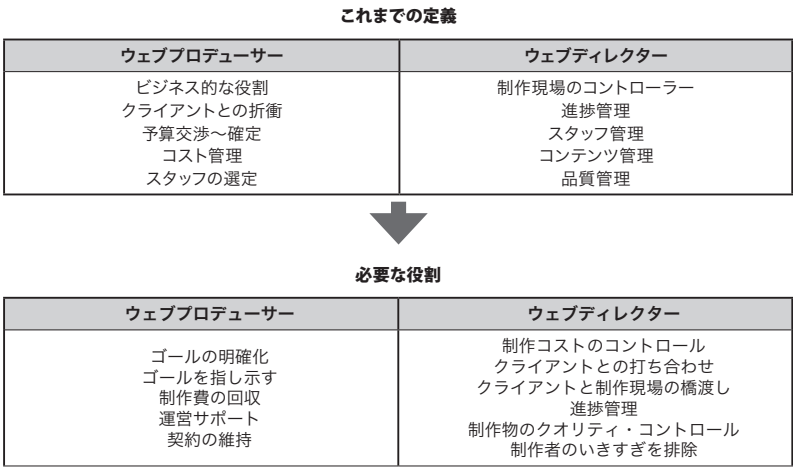 これまでの定義
ウェブプロデューサー
ウェブディレクター
ビジネス的な役割
クライアントとの折衝
予算交渉〜確定
コスト管理
スタッフの選定
制作現場のコントローラー
進捗管理
スタッフ管理
コンテンツ管理
品質管理
必要な役割
ウェブプロデューサー
ウェブディレクター
ゴールの明確化
ゴールを指し示す
制作費の回収
運営サポート
契約の維持
制作コストのコントロール
クライアントとの打ち合わせ
クライアントと制作現場の橋渡し
進捗管理
制作物のクオリティ・コントロール
制作者のいきすぎを排除